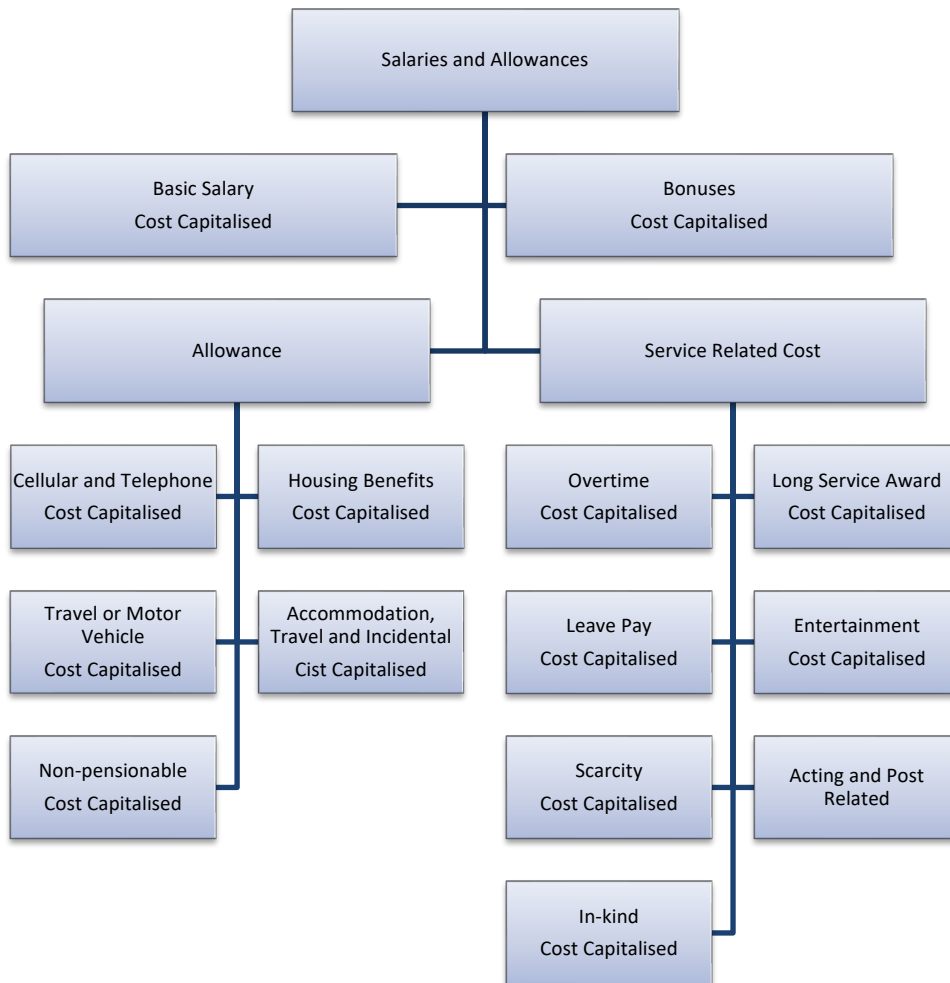 Salaries and Allowances
Basic Salary
Cost Capitalised
Bonuses
Cost Capitalised
Allowance
Service Related Cost
Cellular and Telephone
Cost Capitalised
Housing Benefits
Cost Capitalised
Overtime
Cost Capitalised
Long Service Award
Cost Capitalised
Travel or Motor
Vehicle
Cost Capitalised
Accommodation,
Travel and Incidental
Cist Capitalised
Leave Pay
Cost Capitalised
Entertainment
Cost Capitalised
Non-pensionable
Cost Capitalised
Scarcity
Cost Capitalised
Acting and Post
Related
In-kind
Cost Capitalised